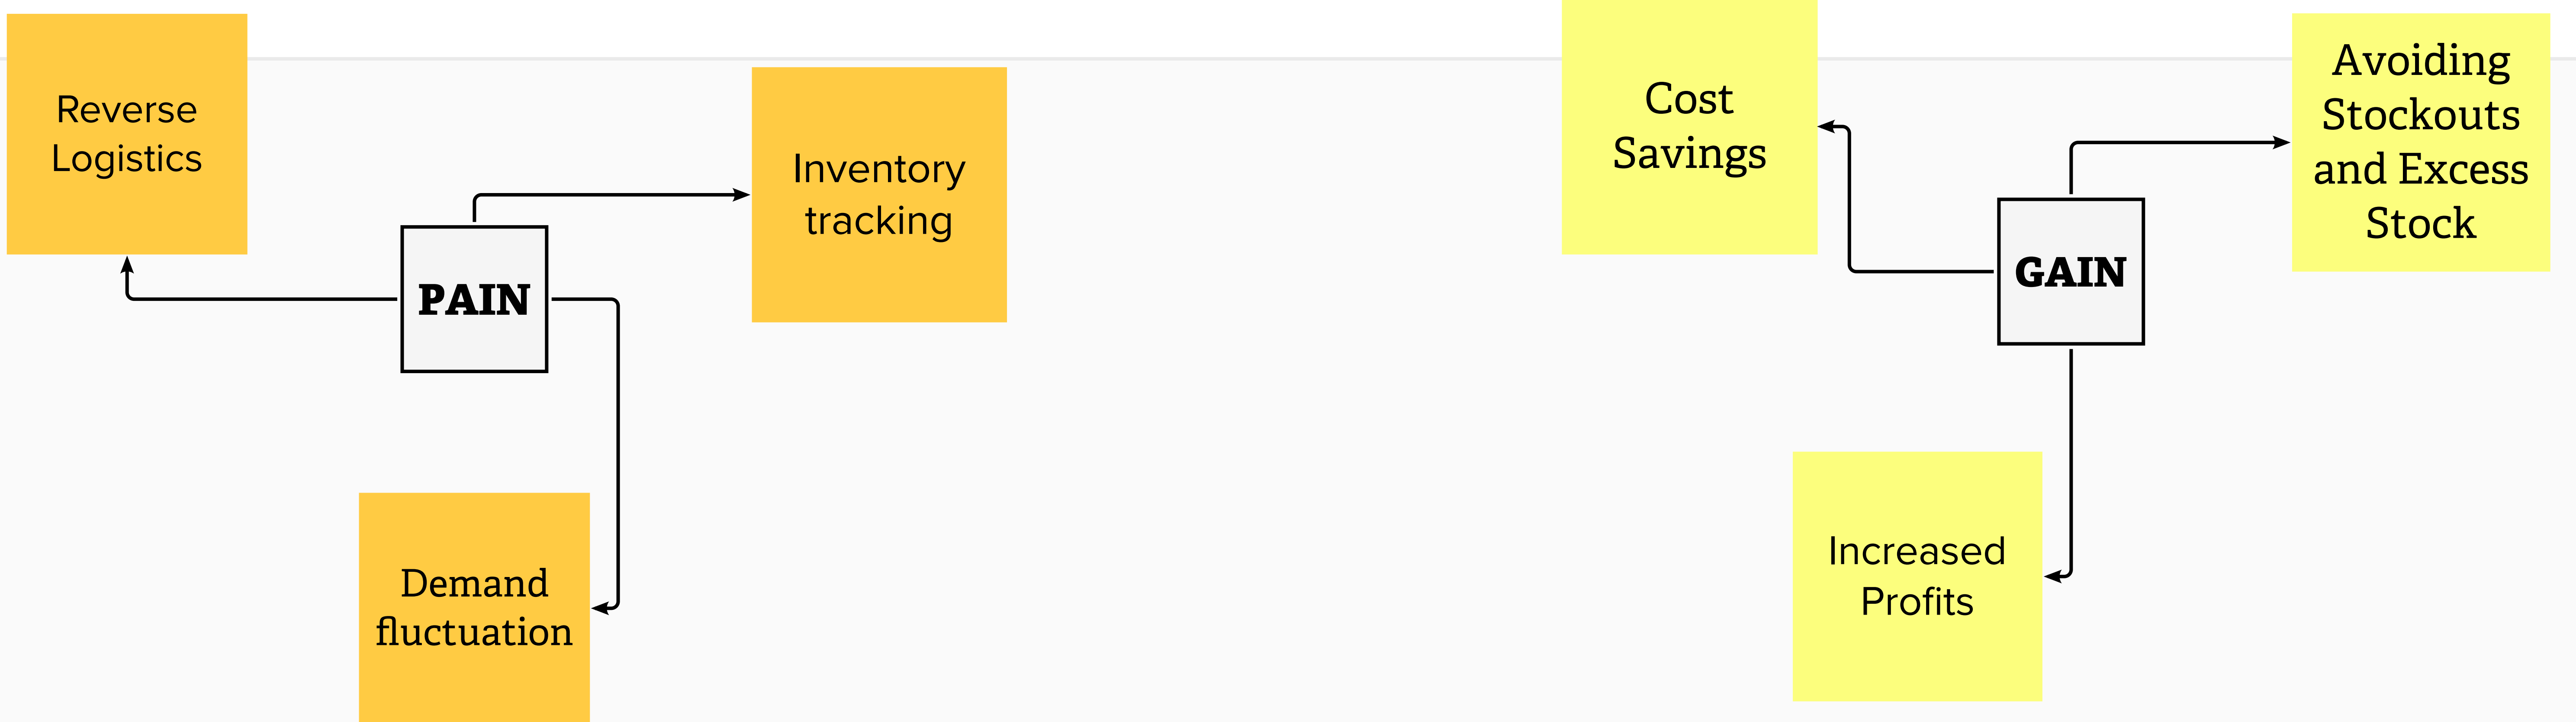 Reverse
Logistics
Inventory
tracking
PAIN
Demand
fluctuation
Cost
Savings
Avoiding
Stockouts
and Excess
Stock
GAIN
Increased
Profits